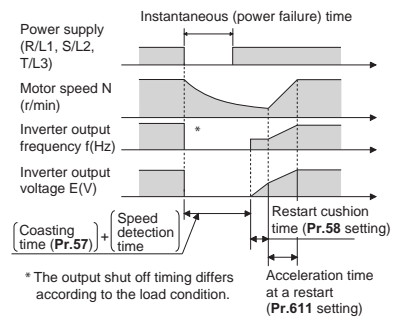 Instantaneous (power failure) time
Power supply
(R/L1, S/L2,
T/L3)
Motor speed N
(r/min)
Inverter output
frequency f(Hz)
*
Inverter output
voltage E(V)
Coasting
time (Pr.57)
+
Speed
detection
time
Restart cushion
time (Pr.58 setting)
* The output shut off timing differs
according to the load condition.
Acceleration time
at a restart
(Pr.611 setting)